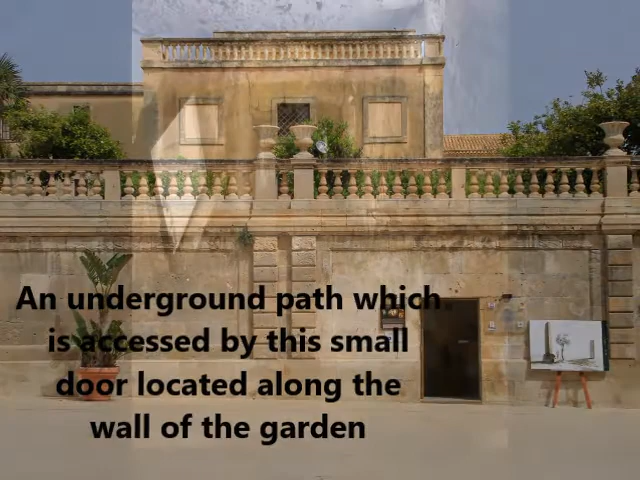 An underground path which
is accessed by this small
door located along the
wall of the garden